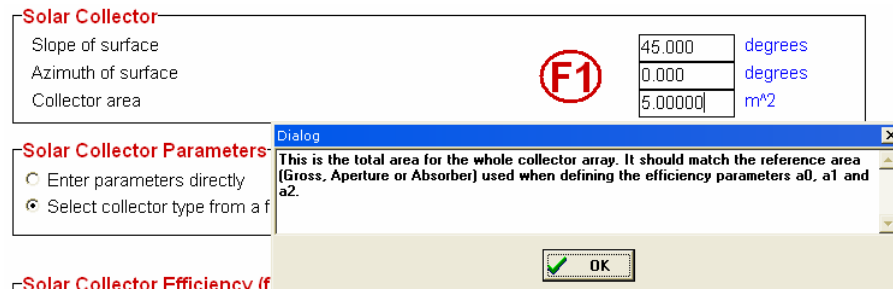 Solar Collector
Slope of surface 45.000 degrees
Azimuth of surface 0.000 degrees
F1
Collector area 5.00000 m^2
Dialog
Solar Collector Parameters
This is the total area for the whole collector array. It should match the reference area
(Gross, Aperture or Absorber) used when defining the efficiency parameters a0, a1 and
a2.
Enter parameters directly
Select collector type from a f
OK
Solar Collector Efficiency (f